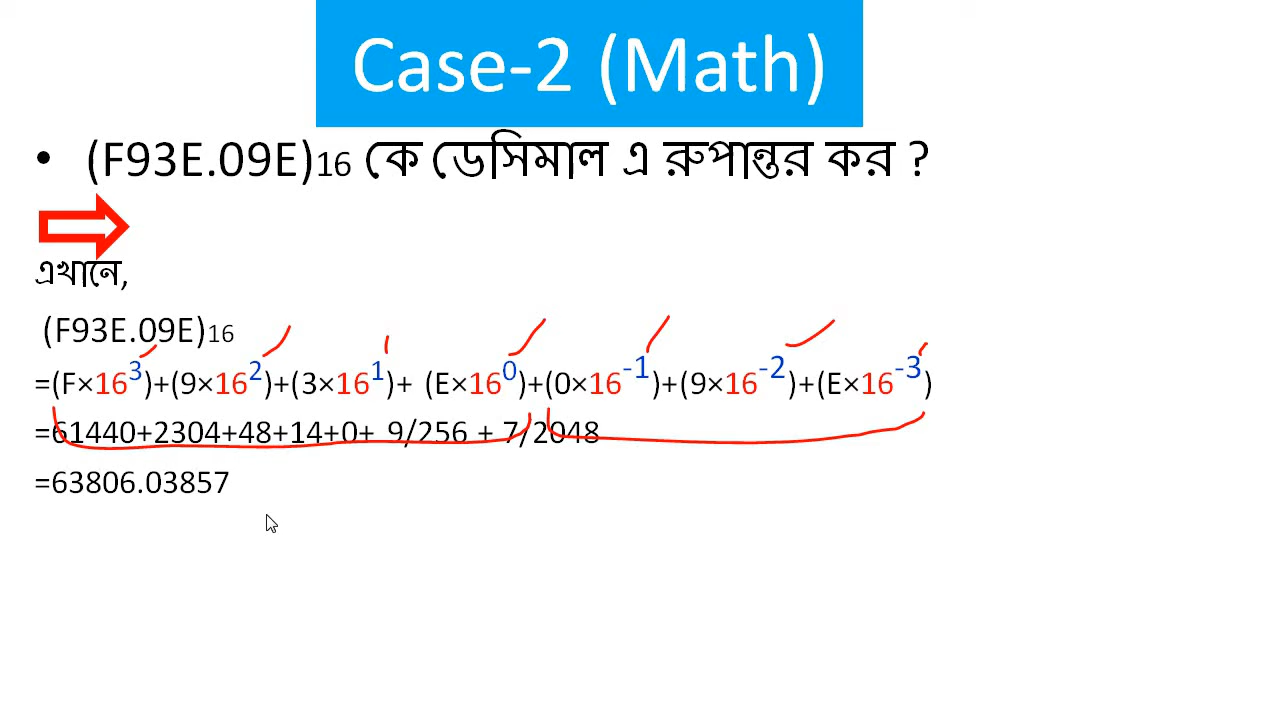 Case-2 (Math)
• (F93E.09E)16 কে ডেসিমাল এ রুপান্তর কর ?
এখানে,
(F93E.09E)16
=(F×16³)+(9×16²)+(3×16¹)+ (E×16⁰)+(0×16⁻¹)+(9×16⁻²)+(E×16⁻³)
=61440+2304+48+14+0+ 9/256 + 7/2048
=63806.03857